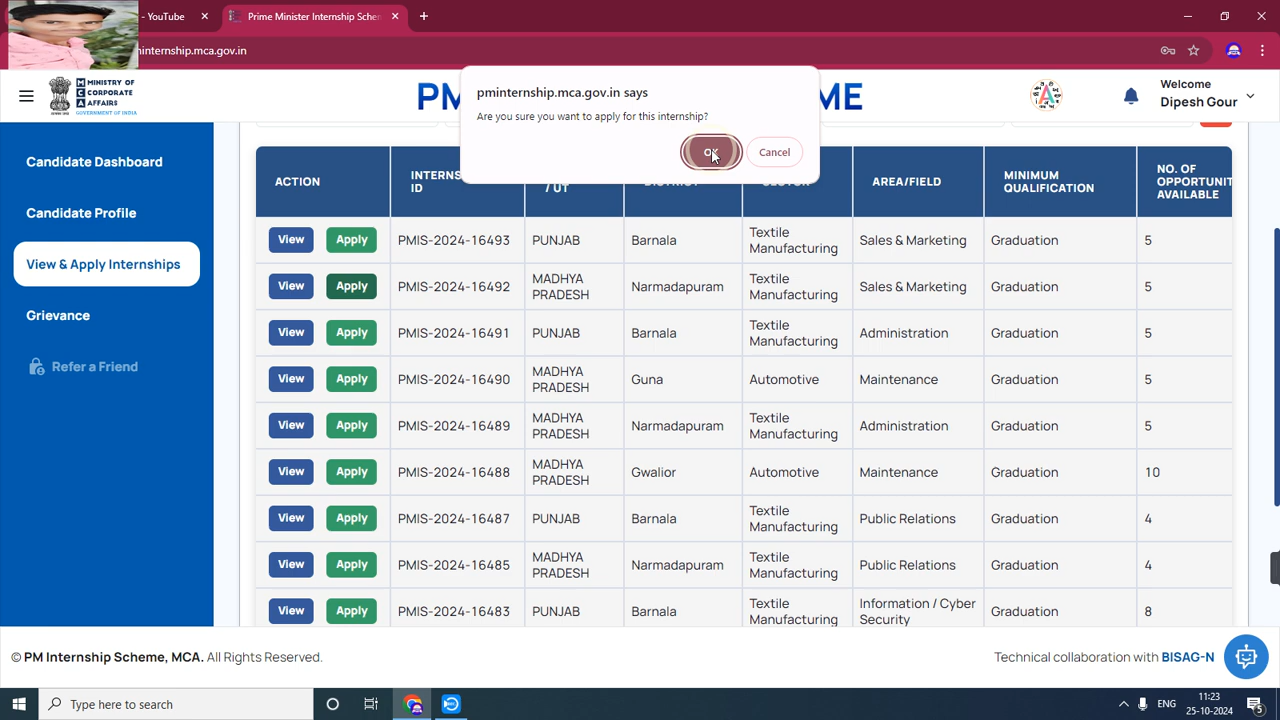 - YouTube
Prime Minister Internship Schem
internship.mca.gov.in
MINISTRY OF
CORPORATE
AFFAIRS
GOVERNMENT OF INDIA
MCA
PM
ME
Welcome
Dipesh Gour
pminternship.mca.gov.in says
Are you sure you want to apply for this internship?
OK
Cancel
Candidate Dashboard
Candidate Profile
View & Apply Internships
Grievance
Refer a Friend
ACTION
INTERNS
ID
/ UT
AREA/FIELD
MINIMUM
QUALIFICATION
NO. OF
OPPORTUNIT
AVAILABLE
View Apply PMIS-2024-16493 PUNJAB Barnala Textile Manufacturing Sales & Marketing Graduation 5
View Apply PMIS-2024-16492 MADHYA PRADESH Narmadapuram Textile Manufacturing Sales & Marketing Graduation 5
View Apply PMIS-2024-16491 PUNJAB Barnala Textile Manufacturing Administration Graduation 5
View Apply PMIS-2024-16490 MADHYA PRADESH Guna Automotive Maintenance Graduation 5
View Apply PMIS-2024-16489 MADHYA PRADESH Narmadapuram Textile Manufacturing Administration Graduation 5
View Apply PMIS-2024-16488 MADHYA PRADESH Gwalior Automotive Maintenance Graduation 10
View Apply PMIS-2024-16487 PUNJAB Barnala Textile Manufacturing Public Relations Graduation 4
View Apply PMIS-2024-16485 MADHYA PRADESH Narmadapuram Textile Manufacturing Public Relations Graduation 4
View Apply PMIS-2024-16483 PUNJAB Barnala Textile Manufacturing Information / Cyber Security Graduation 8
© PM Internship Scheme, MCA. All Rights Reserved.
Technical collaboration with BISAG-N
Type here to search
ENG
11:23
25-10-2024